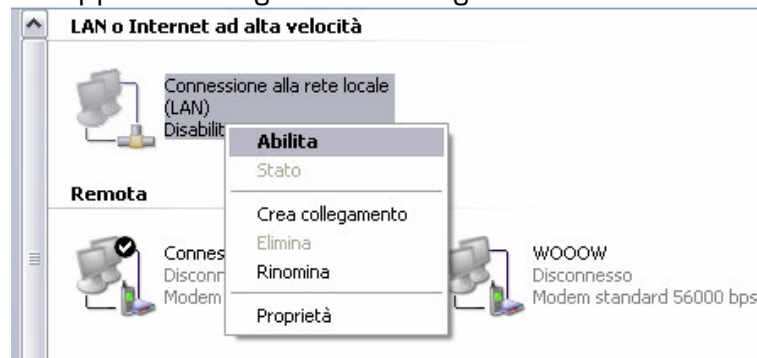 LAN o Internet ad alta velocità
Connessione alla rete locale
(LAN)
Abilita
Stato
Remota
Crea collegamento
Elimina
Rinomina
Proprietà
Modem
WOOOW
Disconnesso
Modem standard 56000 bps